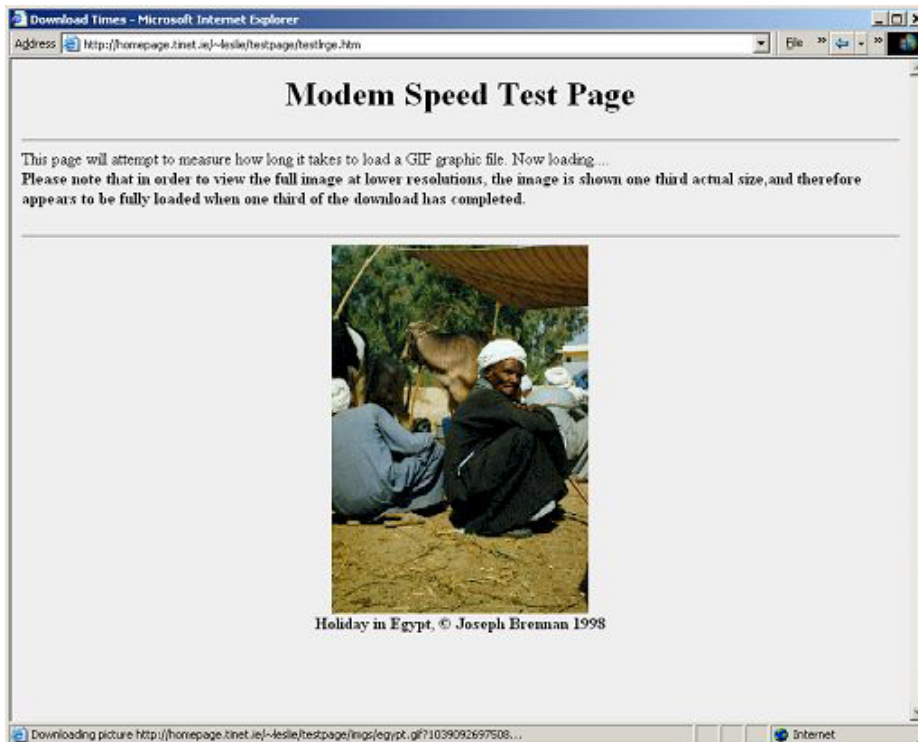 Download Times - Microsoft Internet Explorer
Address http://homepage.tinet.ie/~leslie/testpage/testlrge.htm File »  »
Modem Speed Test Page
This page will attempt to measure how long it takes to load a GIF graphic file. Now loading....
Please note that in order to view the full image at lower resolutions, the image is shown one third actual size,and therefore
appears to be fully loaded when one third of the download has completed.
Holiday in Egypt, © Joseph Brennan 1998
Downloading picture http://homepage.tinet.ie/~leslie/testpage/imgs/egypt.gif?1039092697508... Internet